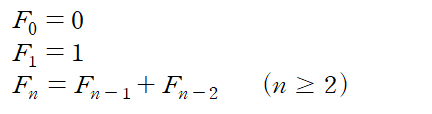 F₀ = 0
F₁ = 1
Fₙ = Fₙ₋₁ + Fₙ₋₂ (n ≥ 2)